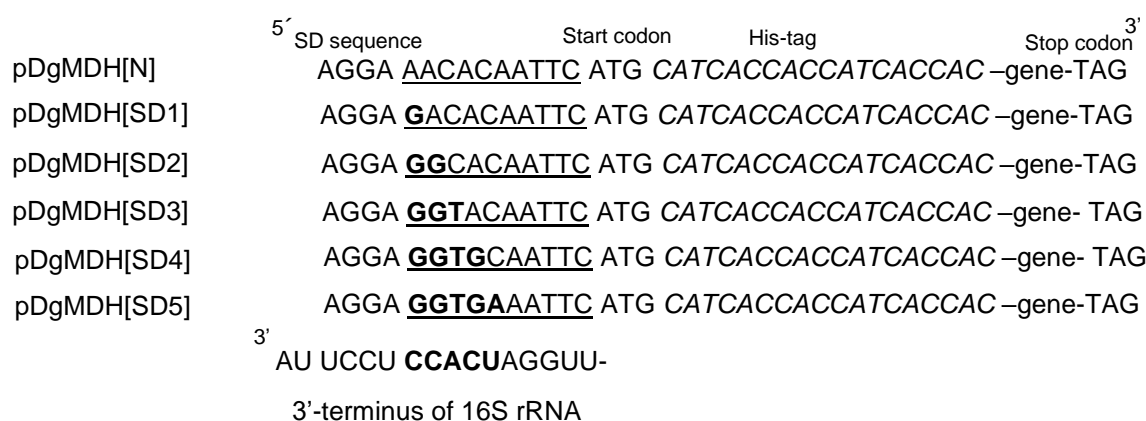 5´ SD sequence Start codon His-tag Stop codon 3’
pDgMDH[N] AGGA AACACAATTC ATG CATCACCACCATCACCAC –gene-TAG
pDgMDH[SD1] AGGA GACACAATTC ATG CATCACCACCATCACCAC –gene-TAG
pDgMDH[SD2] AGGA GGCACAATTC ATG CATCACCACCATCACCAC –gene-TAG
pDgMDH[SD3] AGGA GGTACAATTC ATG CATCACCACCATCACCAC –gene- TAG
pDgMDH[SD4] AGGA GGTGCAATTC ATG CATCACCACCATCACCAC –gene- TAG
pDgMDH[SD5] AGGA GGTGAAATTC ATG CATCACCACCATCACCAC –gene-TAG
3’ AU UCCU CCACUAGGUU-
3’-terminus of 16S rRNA